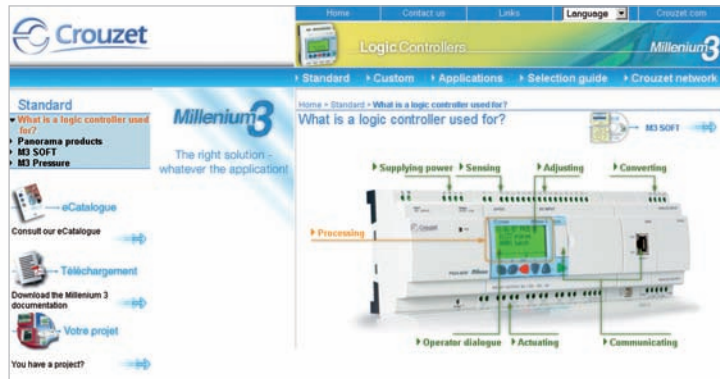 Home Contact us Links Language Crouzet.com
Crouzet
Logic Controllers
Millenium 3
Standard Custom Applications Selection guide Crouzet network
Standard
What is a logic controller used for?
Panorama products
M3 SOFT
M3 Pressure
Millenium3
The right solution -
whatever the application!
eCatalogue
Consult our eCatalogue
Téléchargement
Download the Millenium 3
documentation
Votre projet
You have a project?
Home > Standard > What is a logic controller used for?
What is a logic controller used for?
M3 SOFT
Supplying power Sensing Adjusting Converting
Crouzet
Processing
Operator dialogue Actuating Communicating